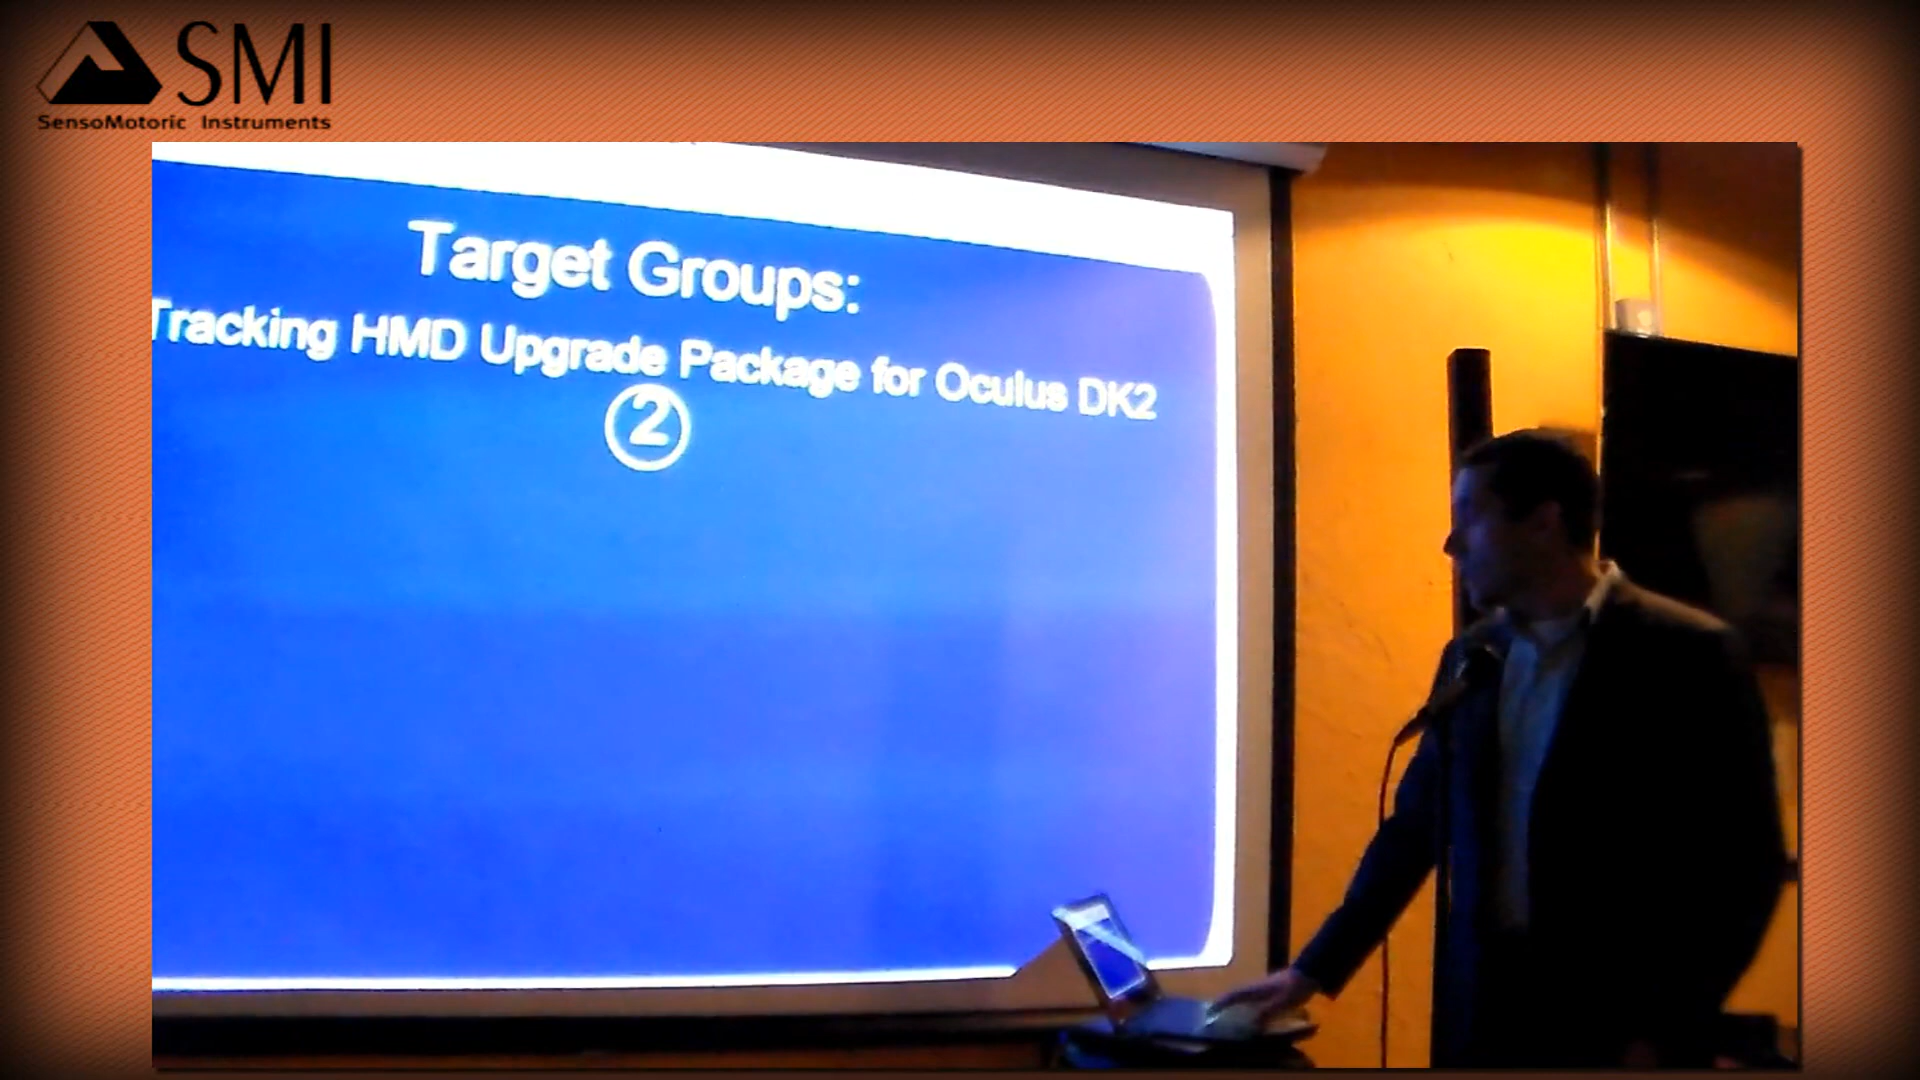 SMI
SensoMotoric Instruments
Target Groups:
Tracking HMD Upgrade Package for Oculus DK2
2